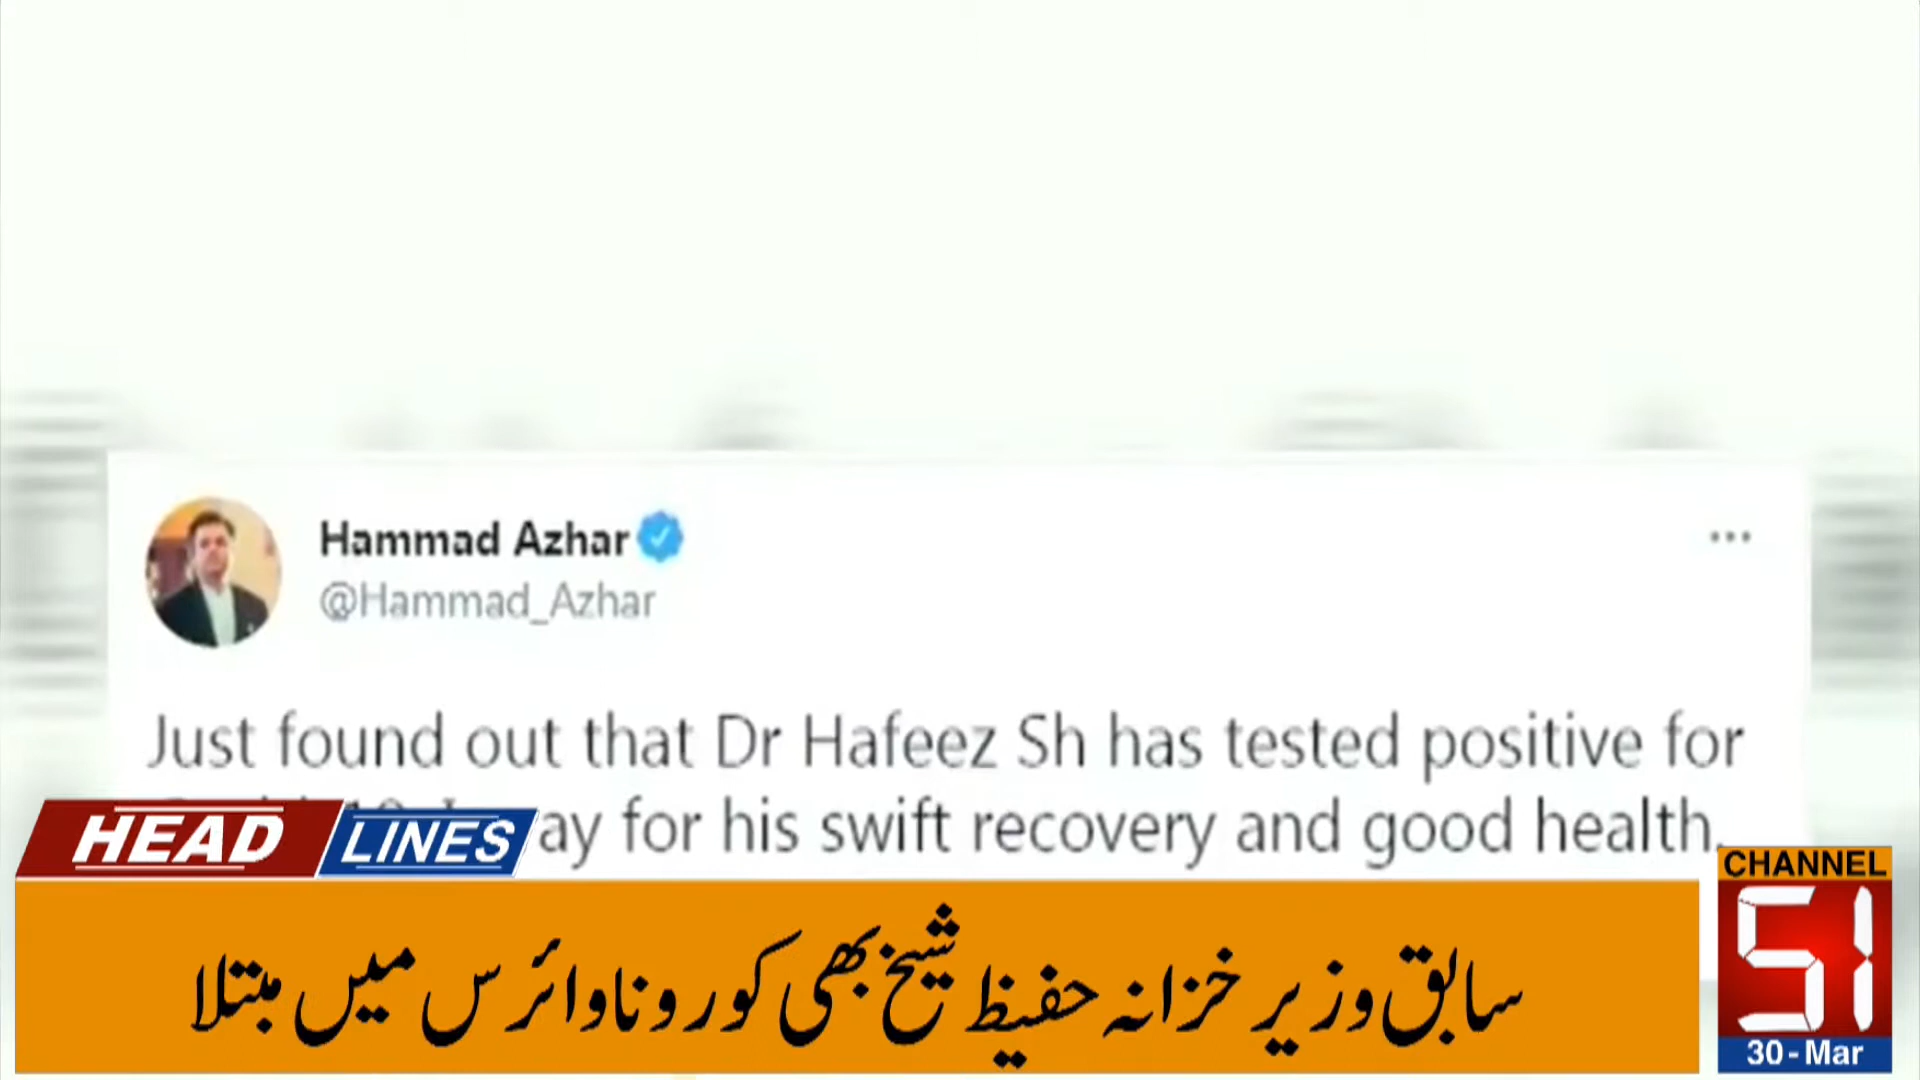 Hammad Azhar
@Hammad_Azhar
Just found out that Dr Hafeez Sh has tested positive for
ay for his swift recovery and good health.
HEAD LINES
سابق وزیر خزانہ حفیظ شیخ بھی کورونا وائرس میں مبتلا
CHANNEL
51
30-Mar